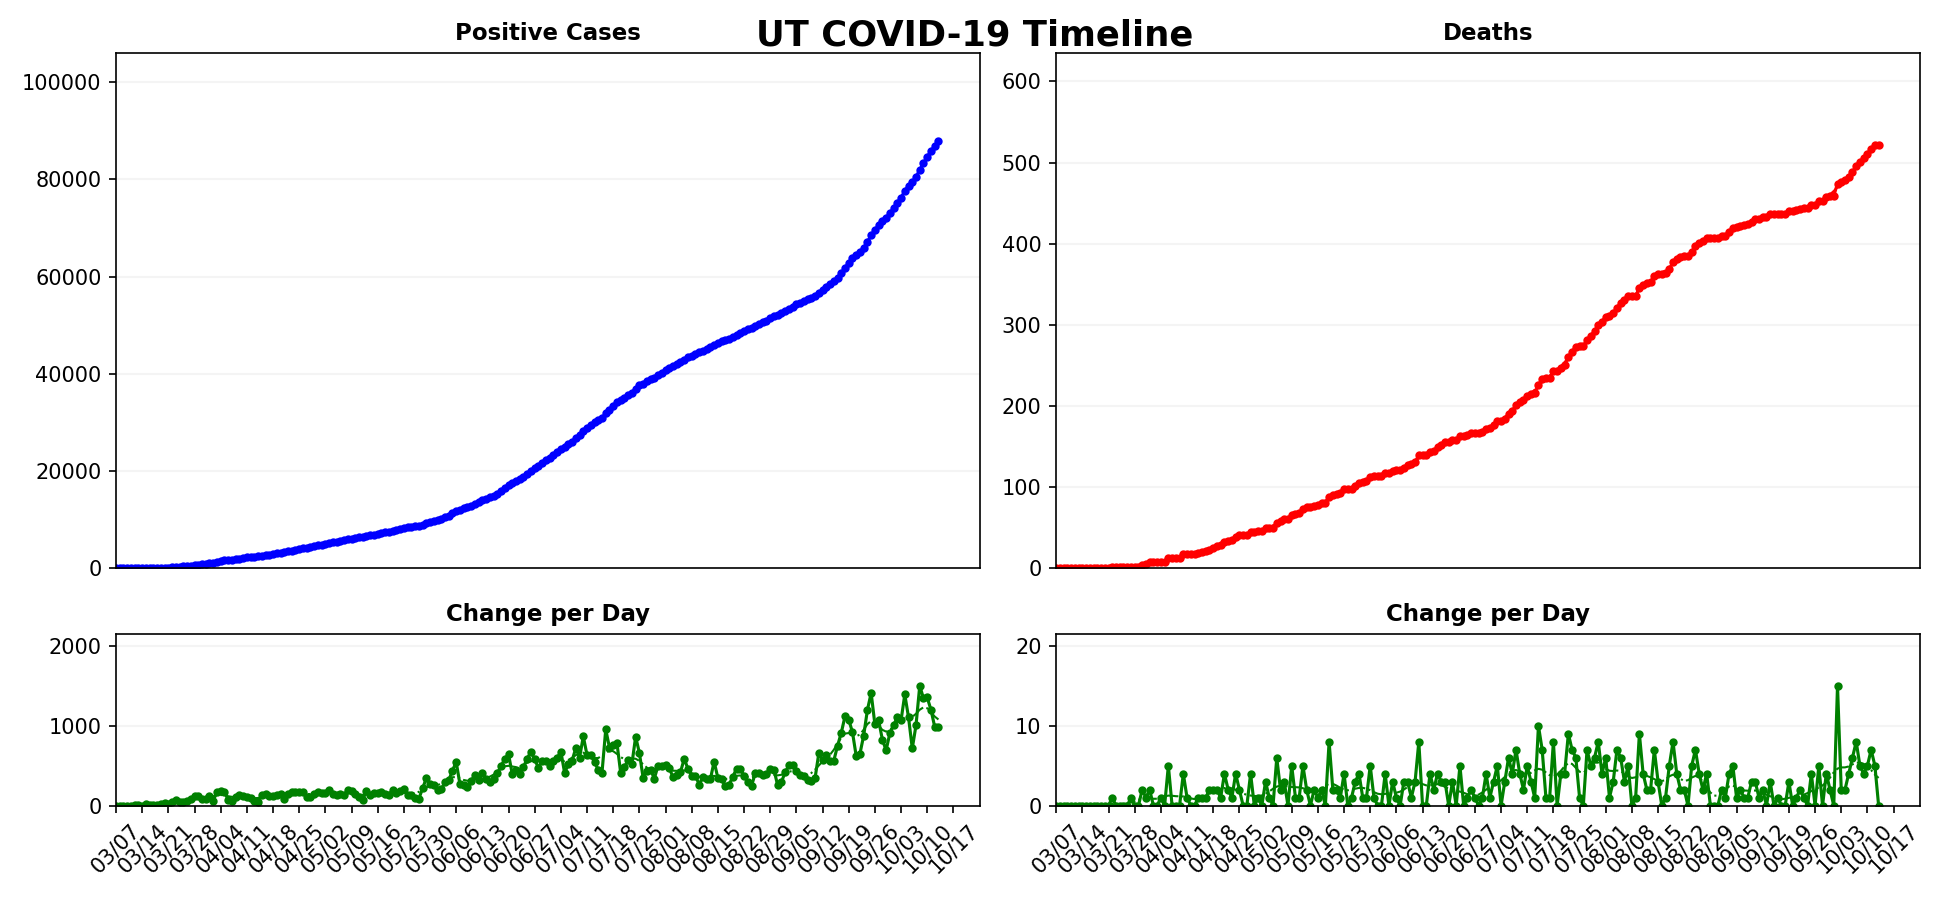 UT COVID-19 Timeline
Positive Cases
100000
80000
60000
40000
20000
0
Deaths
600
500
400
300
200
100
0
Change per Day
2000
1000
0
03/07 03/14 03/21 03/28 04/04 04/11 04/18 04/25 05/02 05/09 05/16 05/23 05/30 06/06 06/13 06/20 06/27 07/04 07/11 07/18 07/25 08/01 08/08 08/15 08/22 08/29 09/05 09/12 09/19 09/26 10/03 10/10 10/17
Change per Day
20
10
0
03/07 03/14 03/21 03/28 04/04 04/11 04/18 04/25 05/02 05/09 05/16 05/23 05/30 06/06 06/13 06/20 06/27 07/04 07/11 07/18 07/25 08/01 08/08 08/15 08/22 08/29 09/05 09/12 09/19 09/26 10/03 10/10 10/17